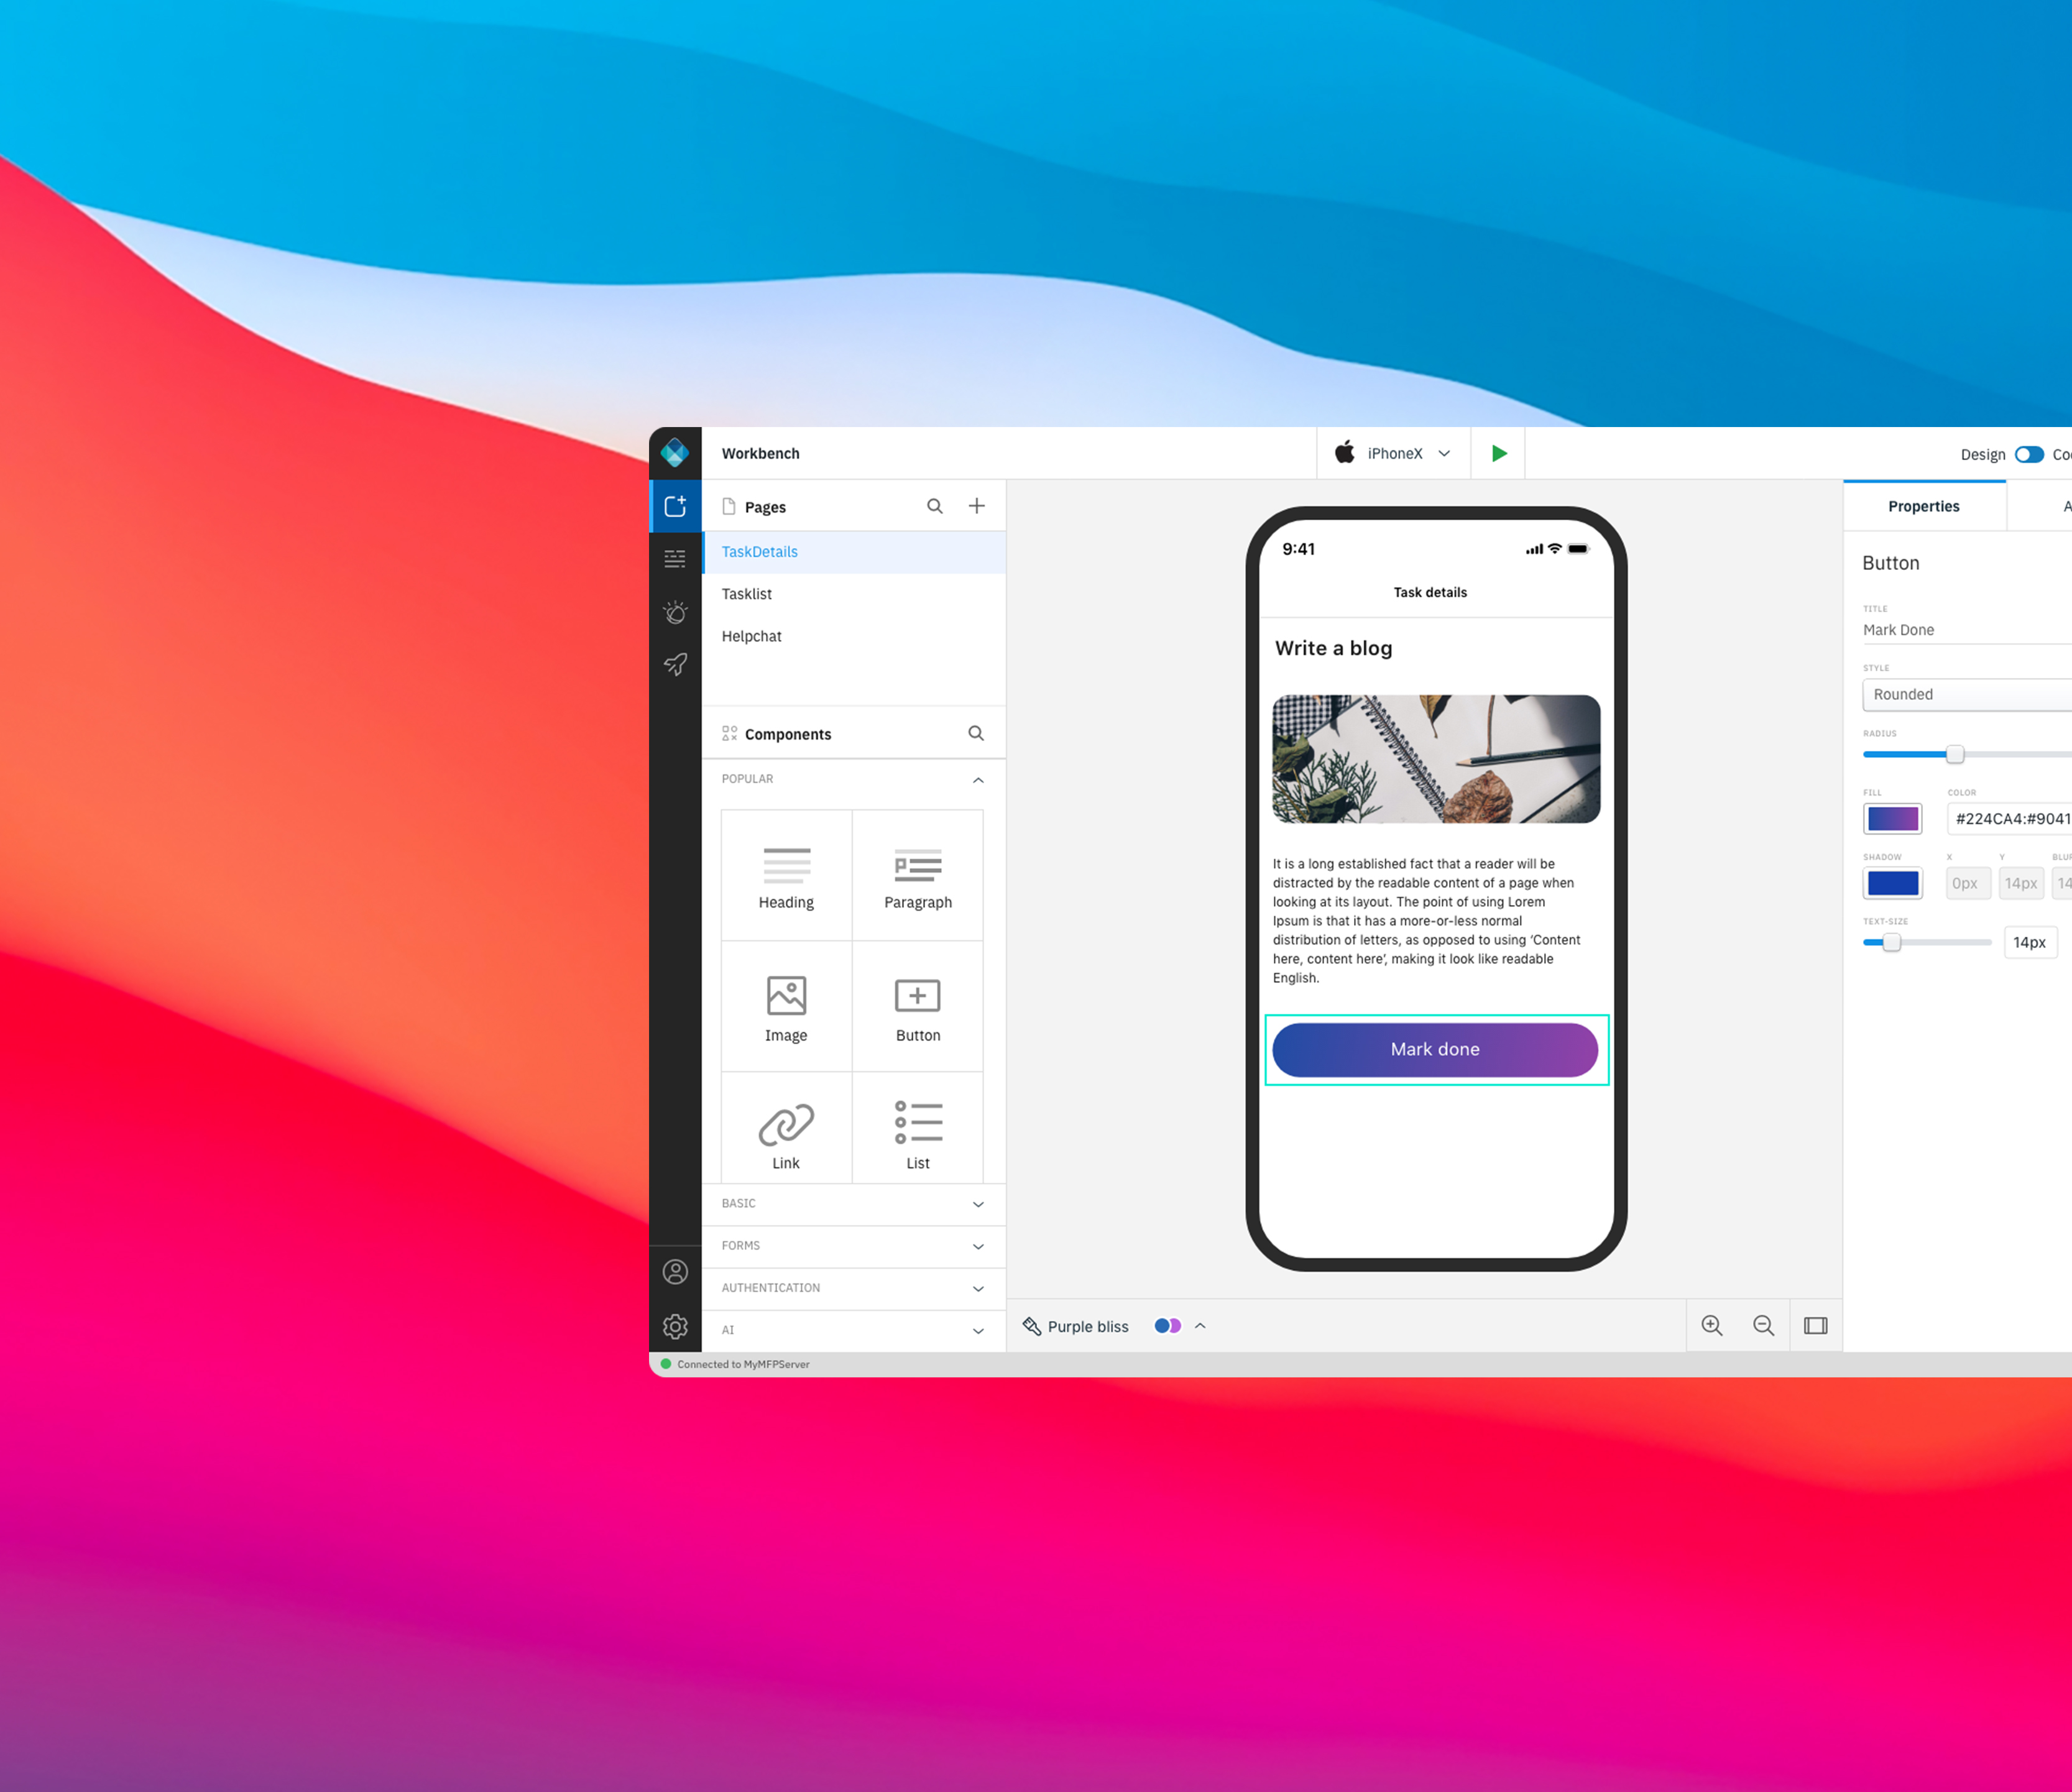 Workbench
iPhoneX
Design
Pages
TaskDetails
Tasklist
Helpchat
Components
POPULAR
Heading
Paragraph
Image
Button
Link
List
BASIC
FORMS
AUTHENTICATION
AI
9:41
Task details
Write a blog
It is a long established fact that a reader will be
distracted by the readable content of a page when
looking at its layout. The point of using Lorem
Ipsum is that it has a more-or-less normal
distribution of letters, as opposed to using ‘Content
here, content here’, making it look like readable
English.
Mark done
Purple bliss
Properties
Button
TITLE
Mark Done
STYLE
Rounded
RADIUS
FILL COLOR
#224CA4:#9041
SHADOW X Y
0px 14px 14
TEXT-SIZE
14px
Connected to MyMFPServer